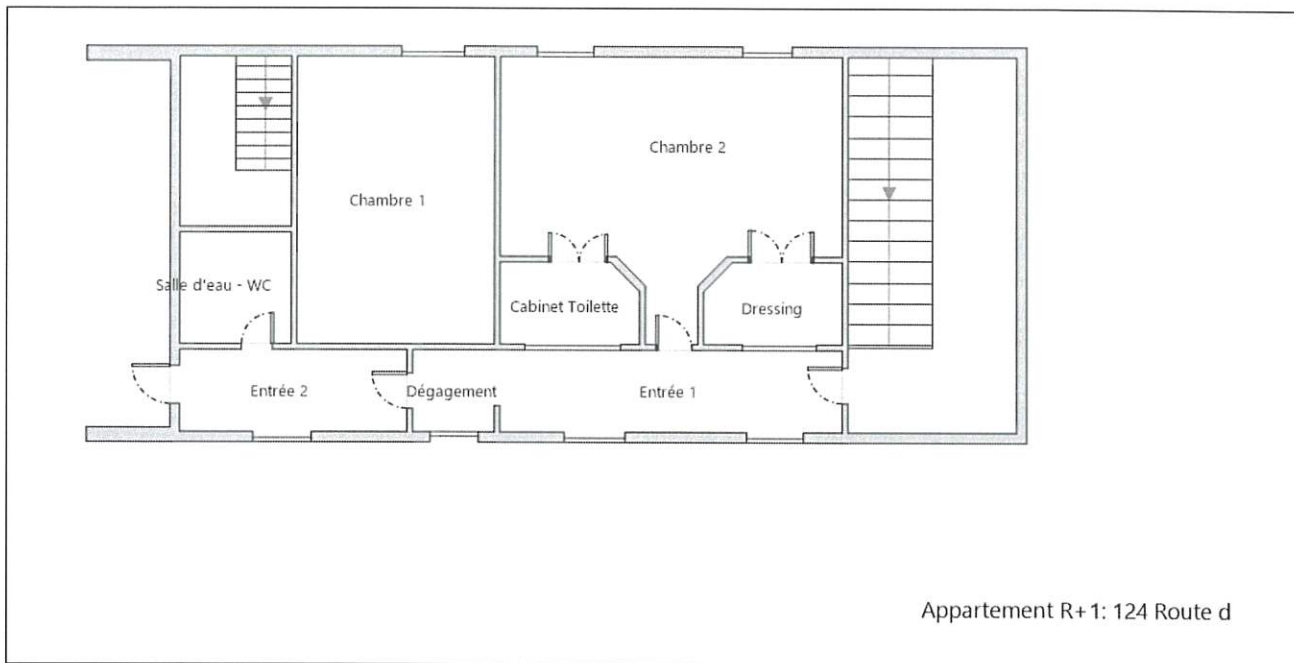 Chambre 2
Chambre 1
Salle d'eau - WC
Cabinet Toilette
Dressing
Entrée 2
Dégagement
Entrée 1
Appartement R+1: 124 Route d